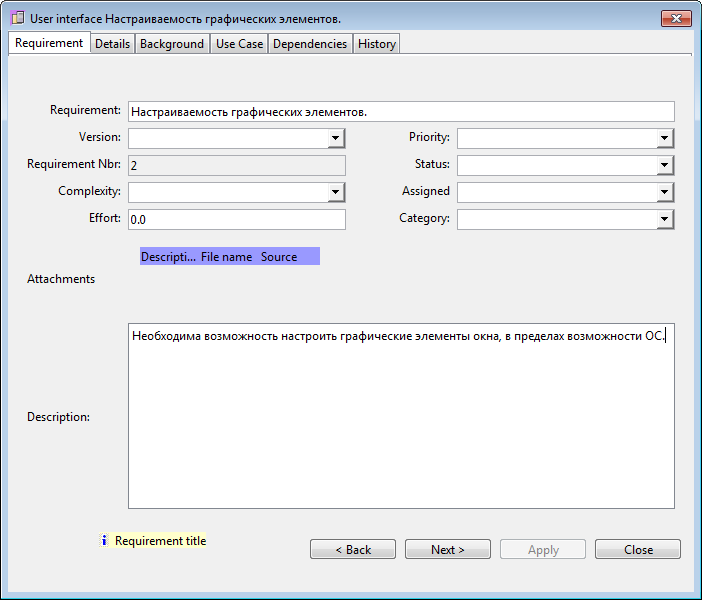 User interface Настраиваемость графических элементов.
Requirement Details Background Use Case Dependencies History
Requirement: Настраиваемость графических элементов.
Version: Priority:
Requirement Nbr: 2 Status:
Complexity: Assigned
Effort: 0.0 Category:
Descripti... File name Source
Attachments
Необходима возможность настроить графические элементы окна, в пределах возможности ОС.
Description:
i Requirement title
< Back Next > Apply Close